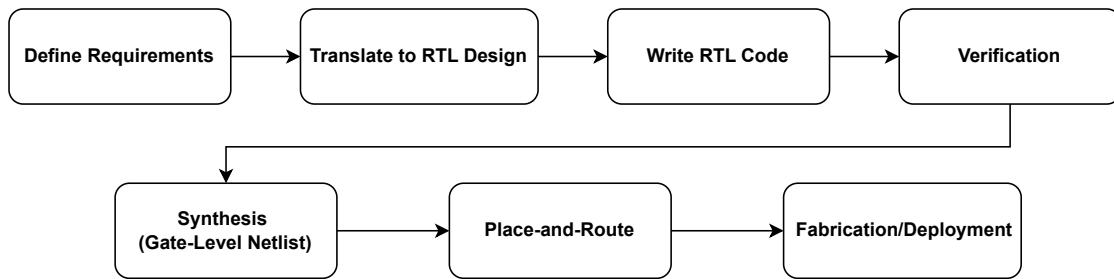 Define Requirements
Translate to RTL Design
Write RTL Code
Verification
Synthesis
(Gate-Level Netlist)
Place-and-Route
Fabrication/Deployment